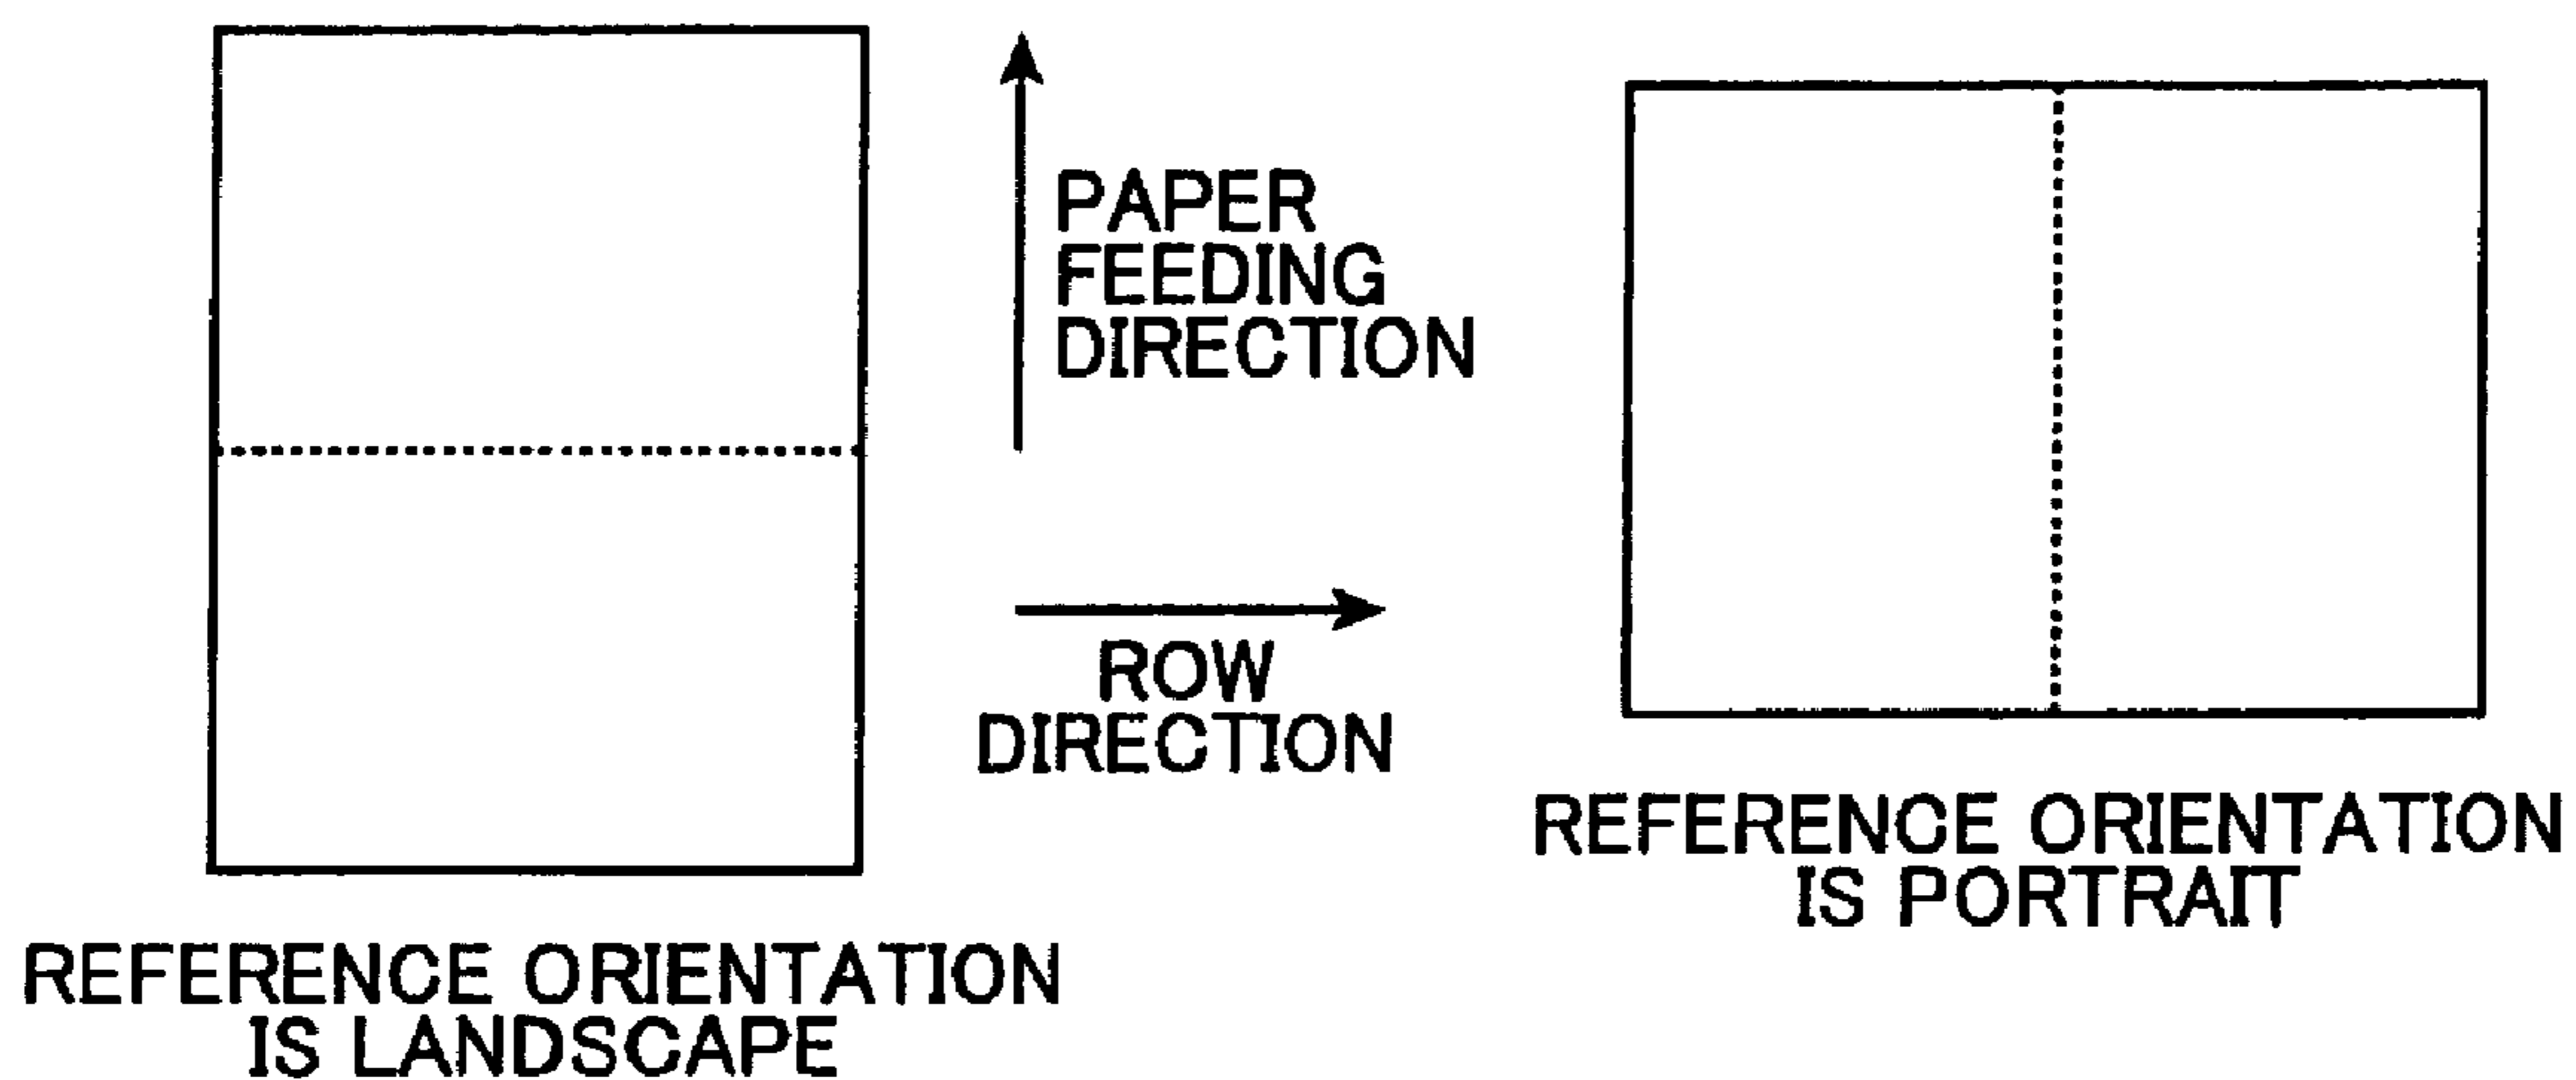 PAPER
FEEDING
DIRECTION
ROW
DIRECTION
REFERENCE ORIENTATION
IS PORTRAIT
REFERENCE ORIENTATION
IS LANDSCAPE